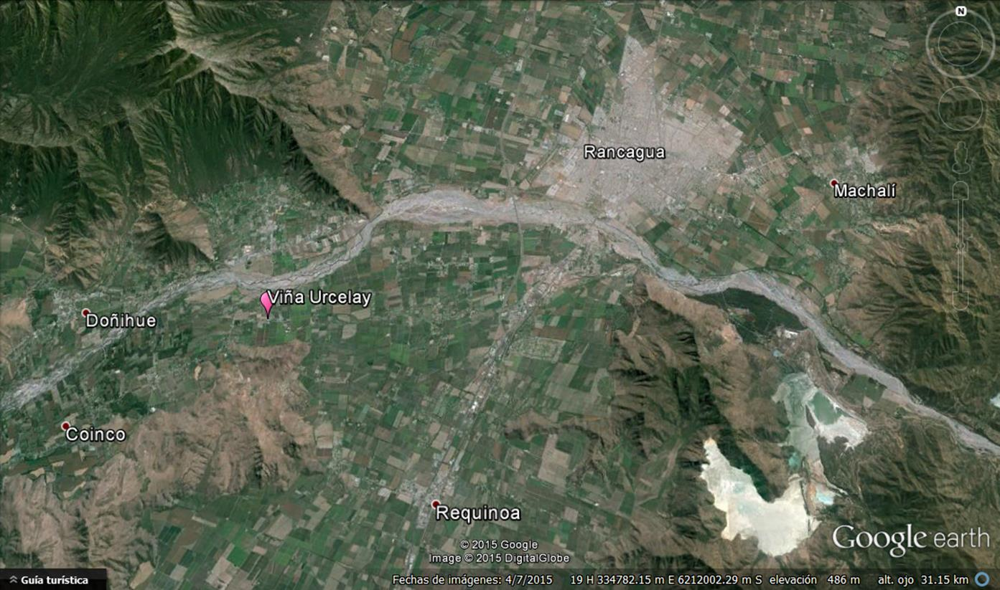 N
Rancagua
Machalí
Viña Urcelay
Doñihue
Coinco
Requinoa
Google earth
© 2015 Google
Image © 2015 DigitalGlobe
Guía turística
Fechas de imágenes: 4/7/2015 19 H 334782.15 m E 6212002.29 m S elevación 486 m alt. ojo 31.15 km